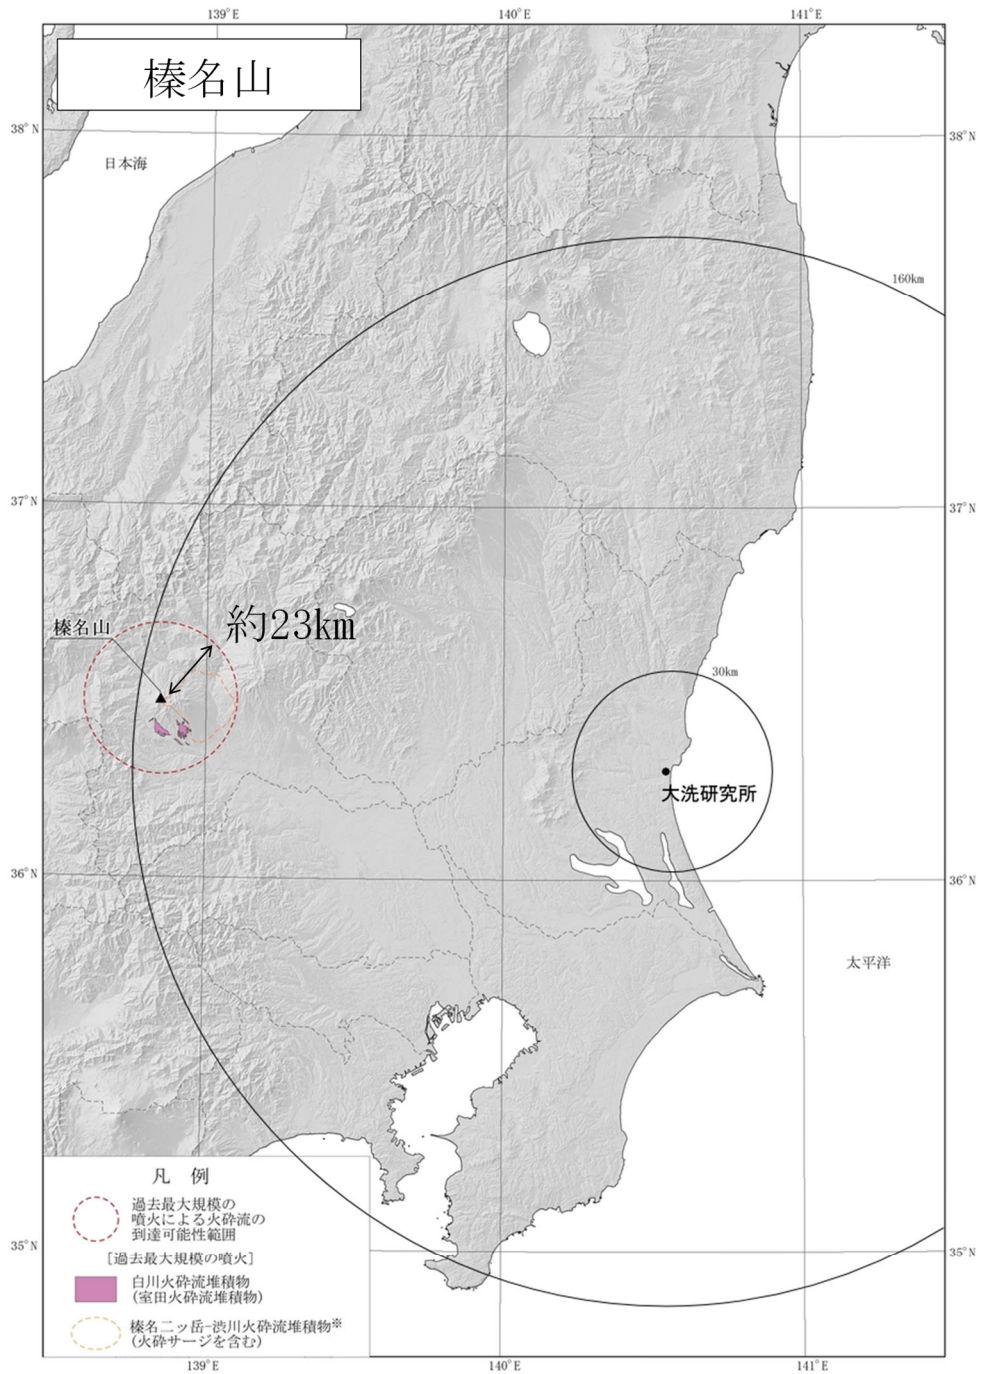 139°E
140°E
141°E
榛名山
38°N
38°N
日本海
160km
37°N
37°N
榛名山
約23km
30km
大洗研究所
36°N
36°N
太平洋
凡 例
過去最大規模の
噴火による火砕流の
到達可能性範囲
[過去最大規模の噴火]
白川火砕流堆積物
(室田火砕流堆積物)
榛名二ッ岳-渋川火砕流堆積物※
(火砕サージを含む)
35°N
35°N
139°E
140°E
141°E